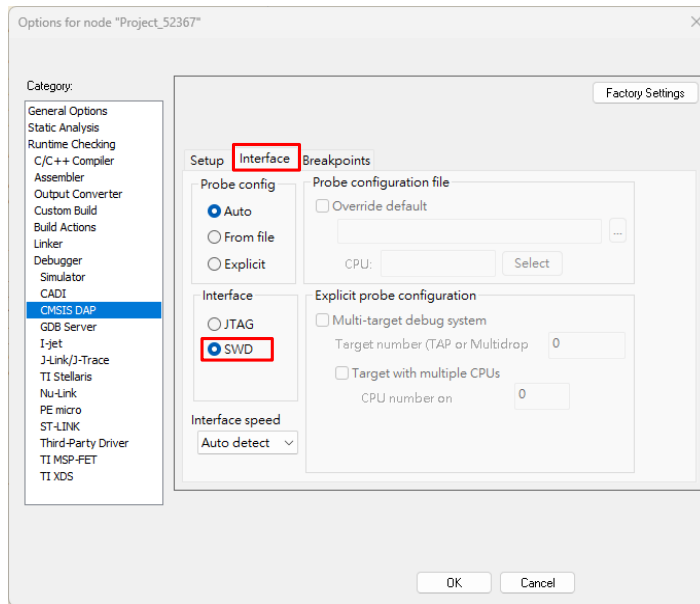 Options for node "Project_52367"
Category:
Factory Settings
General Options
Static Analysis
Runtime Checking
C/C++ Compiler
Assembler
Output Converter
Custom Build
Build Actions
Linker
Debugger
Simulator
CADI
CMSIS DAP
GDB Server
I-jet
J-Link/J-Trace
TI Stellaris
Nu-Link
PE micro
ST-LINK
Third-Party Driver
TI MSP-FET
TI XDS
Setup Interface Breakpoints
Probe config
Auto
From file
Explicit
Probe configuration file
Override default
...
CPU:
Select
Interface
JTAG
SWD
Explicit probe configuration
Multi-target debug system
Target number (TAP or Multidrop 0
Target with multiple CPUs
CPU number on 0
Interface speed
Auto detect
OK Cancel